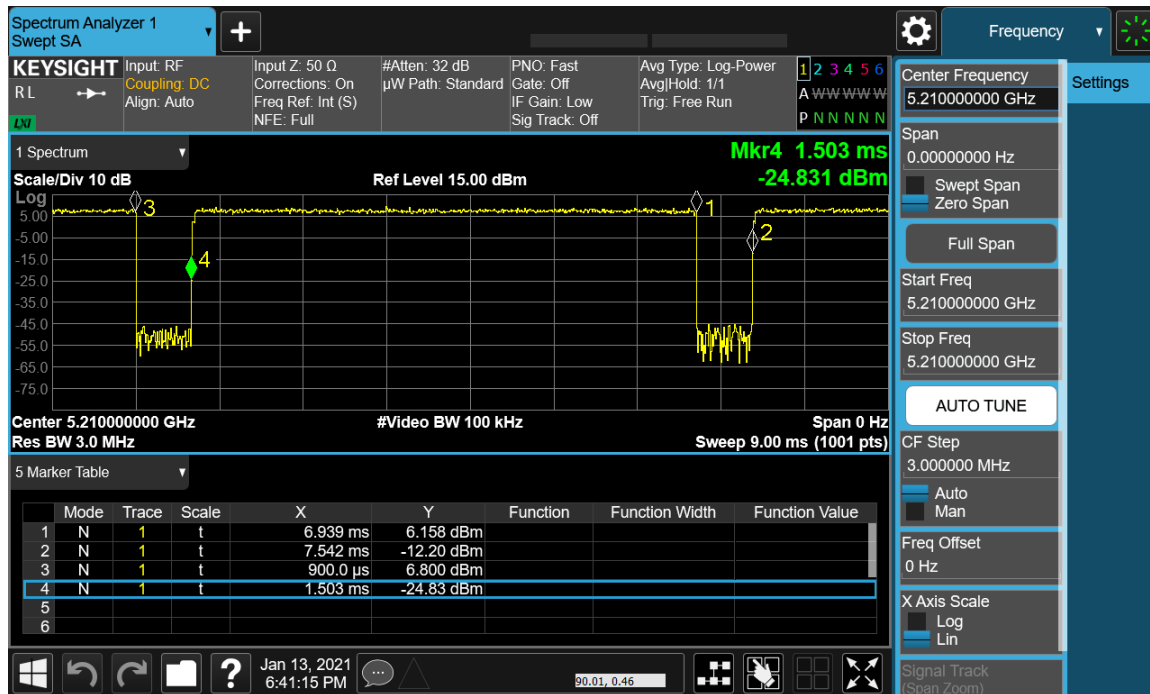 Spectrum Analyzer 1
Swept SA
+
Frequency
KEYSIGHT
R L
LXI
Input: RF
Coupling: DC
Align: Auto
Input Z: 50 Ω
Corrections: On
Freq Ref: Int (S)
NFE: Full
#Atten: 32 dB
µW Path: Standard
PNO: Fast
Gate: Off
IF Gain: Low
Sig Track: Off
Avg Type: Log-Power
Avg|Hold: 1/1
Trig: Free Run
1 2 3 4 5 6
A W W W W W
P N N N N N
1 Spectrum
Mkr4 1.503 ms
-24.831 dBm
Scale/Div 10 dB
Ref Level 15.00 dBm
Log
5.00
-5.00
-15.0
-25.0
-35.0
-45.0
-55.0
-65.0
-75.0
3
4
1
2
Center 5.210000000 GHz
#Video BW 100 kHz
Span 0 Hz
Res BW 3.0 MHz
Sweep 9.00 ms (1001 pts)
5 Marker Table
Mode Trace Scale X Y Function Function Width Function Value
1 N 1 t 6.939 ms 6.158 dBm
2 N 1 t 7.542 ms -12.20 dBm
3 N 1 t 900.0 µs 6.800 dBm
4 N 1 t 1.503 ms -24.83 dBm
5
6
?
Jan 13, 2021
6:41:15 PM
90.01, 0.46
Center Frequency
5.210000000 GHz
Span
0.00000000 Hz
Swept Span
Zero Span
Full Span
Start Freq
5.210000000 GHz
Stop Freq
5.210000000 GHz
AUTO TUNE
CF Step
3.000000 MHz
Auto
Man
Freq Offset
0 Hz
X Axis Scale
Log
Lin
Signal Track
(Span Zoom)
Settings